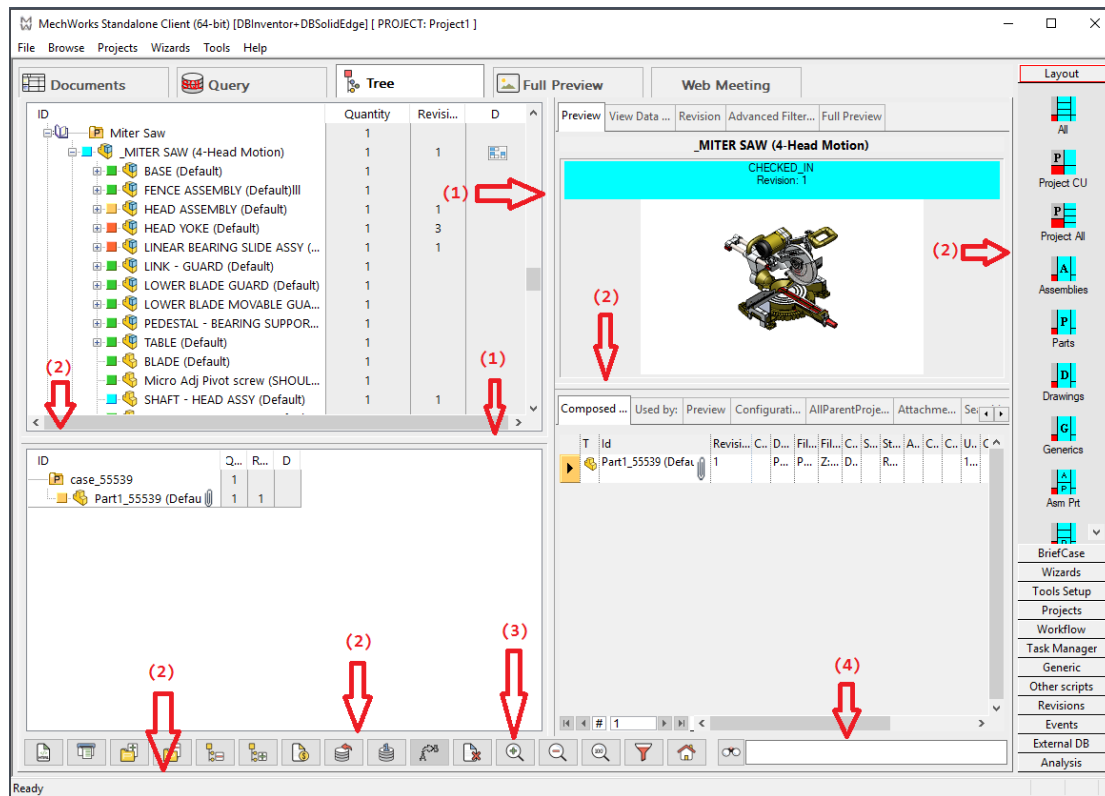 MechWorks Standalone Client (64-bit) [DBInventor+DBSolidEdge] [ PROJECT: Project1 ]
File Browse Projects Wizards Tools Help
Documents Query Tree Full Preview Web Meeting
Layout
ID Quantity Revisi... D
Miter Saw 1
_MITER SAW (4-Head Motion) 1 1
BASE (Default) 1
FENCE ASSEMBLY (Default)lll 1
HEAD ASSEMBLY (Default) 1 1
HEAD YOKE (Default) 1 3
LINEAR BEARING SLIDE ASSY (... 1 1
LINK - GUARD (Default) 1
LOWER BLADE GUARD (Default) 1
LOWER BLADE MOVABLE GUA... 1
PEDESTAL - BEARING SUPPOR... 1
TABLE (Default) 1
BLADE (Default) 1
Micro Adj Pivot screw (SHOUL... 1
SHAFT - HEAD ASSY (Default) 1 1
(1)
(2)
(1)
Preview View Data ... Revision Advanced Filter... Full Preview
_MITER SAW (4-Head Motion)
CHECKED_IN
Revision: 1
(2)
(2)
All
Project CU
Project All
Assemblies
Parts
Drawings
Generics
Asm Prt
BriefCase
Wizards
Tools Setup
Projects
Workflow
Task Manager
Generic
Other scripts
Revisions
Events
External DB
Analysis
ID Q... R... D
case_55539 1
Part1_55539 (Defau 1 1
Composed ... Used by: Preview Configurati... AllParentProje... Attachme...
T Id Revisi... C.. D... Fil... Fil... C.. S... St... A.. C.. C.. U..
Part1_55539 (Defau 1 P... P... Z:... D.. R... 1...
(2)
(2)
(3)
(4)
# 1
Ready